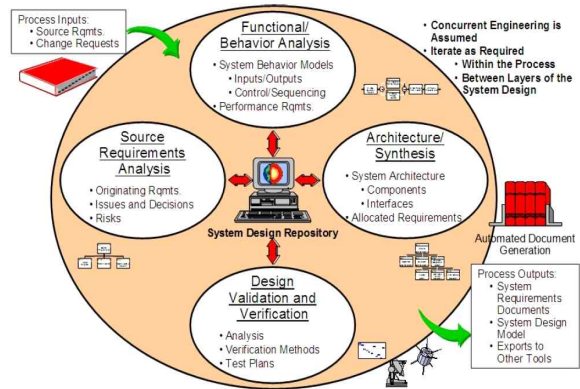 Process Inputs:
• Source Rqmts.
• Change Requests
Functional/
Behavior Analysis
• System Behavior Models
• Inputs/Outputs
• Control/Sequencing
• Performance Rqmts.
• Concurrent Engineering is
Assumed
• Iterate as Required
• Within the Process
• Between Layers of the
System Design
Source
Requirements
Analysis
• Originating Rqmts.
• Issues and Decisions
• Risks
Architecture/
Synthesis
• System Architecture
• Components
• Interfaces
• Allocated Requirements
System Design Repository
Automated Document
Generation
Design
Validation and
Verification
• Analysis
• Verification Methods
• Test Plans
Process Outputs:
• System
Requirements
Documents
• System Design
Model
• Exports to
Other Tools